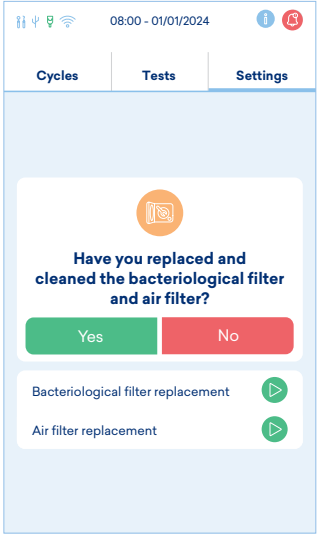 08:00 - 01/01/2024
i
Cycles Tests Settings
Have you replaced and
cleaned the bacteriological filter
and air filter?
Yes No
Bacteriological filter replacement
Air filter replacement